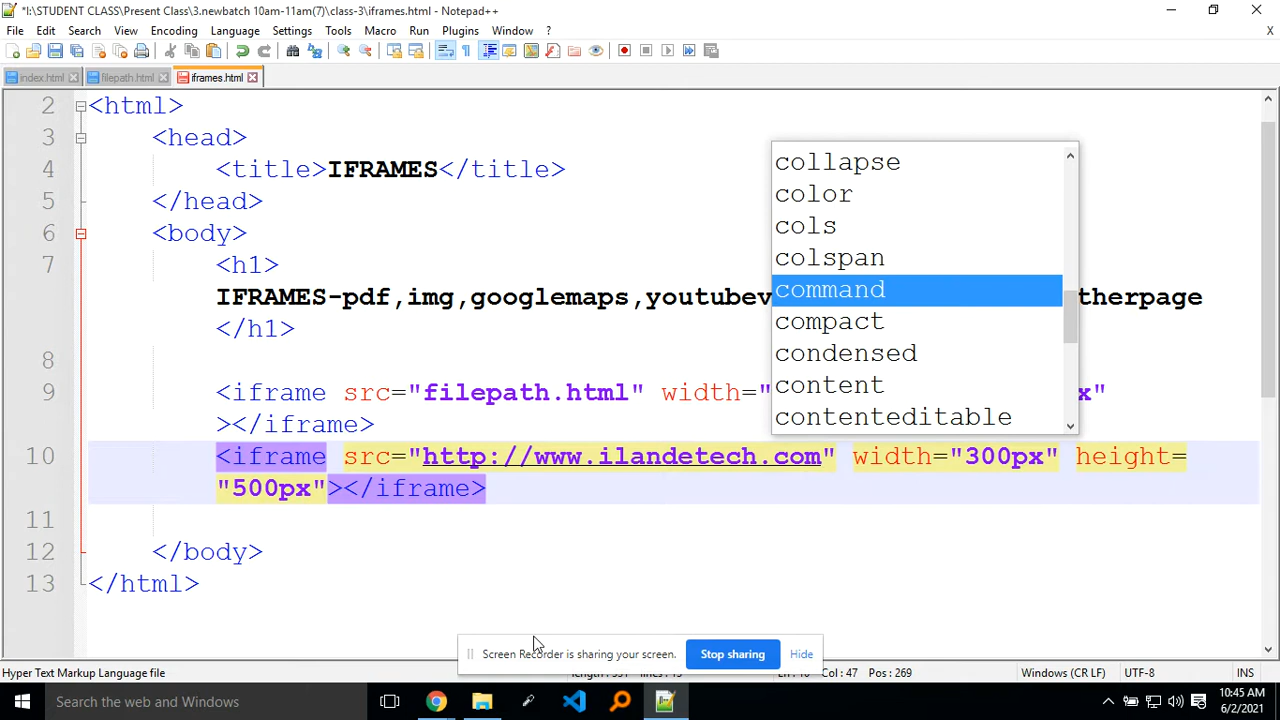 *I:\STUDENT CLASS\Present Class\3.newbatch 10am-11am(7)\class-3\iframes.html - Notepad++
File Edit Search View Encoding Language Settings Tools Macro Run Plugins Window ? X
index.html filepath.html iframes.html
2 <html>
3 <head>
4 <title>IFRAMES</title>
5 </head>
6 <body>
7 <h1>
IFRAMES-pdf,img,googlemaps,youtubev therpage
</h1>
8
9 <iframe src="filepath.html" width=" x"
></iframe>
10 <iframe src="http://www.ilandetech.com" width="300px" height=
"500px"></iframe>
11
12 </body>
13 </html>
collapse
color
cols
colspan
command
compact
condensed
content
contenteditable
Screen Recorder is sharing your screen. Stop sharing Hide
Hyper Text Markup Language file Col : 47 Pos : 269 Windows (CR LF) UTF-8 INS
Search the web and Windows
10:45 AM
6/2/2021